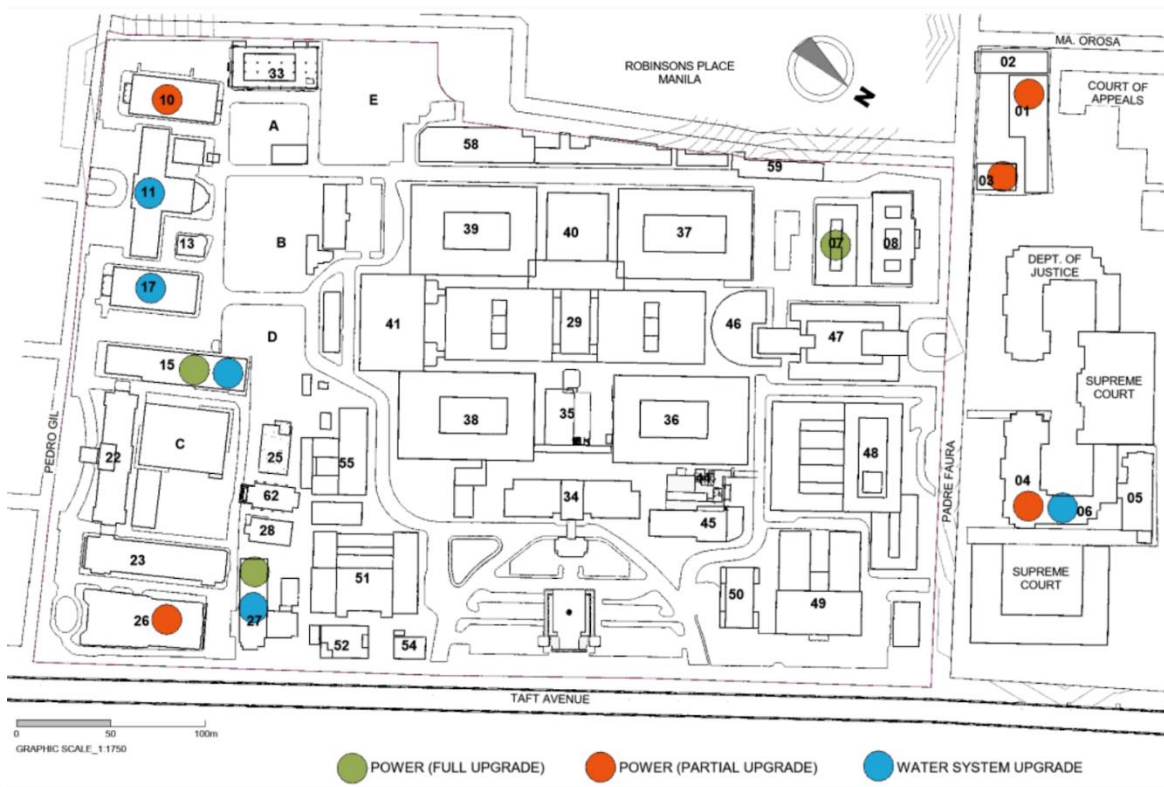 MA. OROSA
02
ROBINSONS PLACE
MANILA
N
COURT OF
APPEALS
33
E
10
01
A
58
59
03
11
39
40
37
07
08
13
B
DEPT. OF
JUSTICE
17
41
29
46
47
D
15
SUPREME
COURT
38
35
36
PEDRO GIL
22
C
25
55
48
PADRE FAURA
44
62
34
04
06
05
28
45
23
51
50
49
SUPREME
COURT
26
27
52
54
TAFT AVENUE
0 50 100m
GRAPHIC SCALE_1:1750
POWER (FULL UPGRADE)
POWER (PARTIAL UPGRADE)
WATER SYSTEM UPGRADE